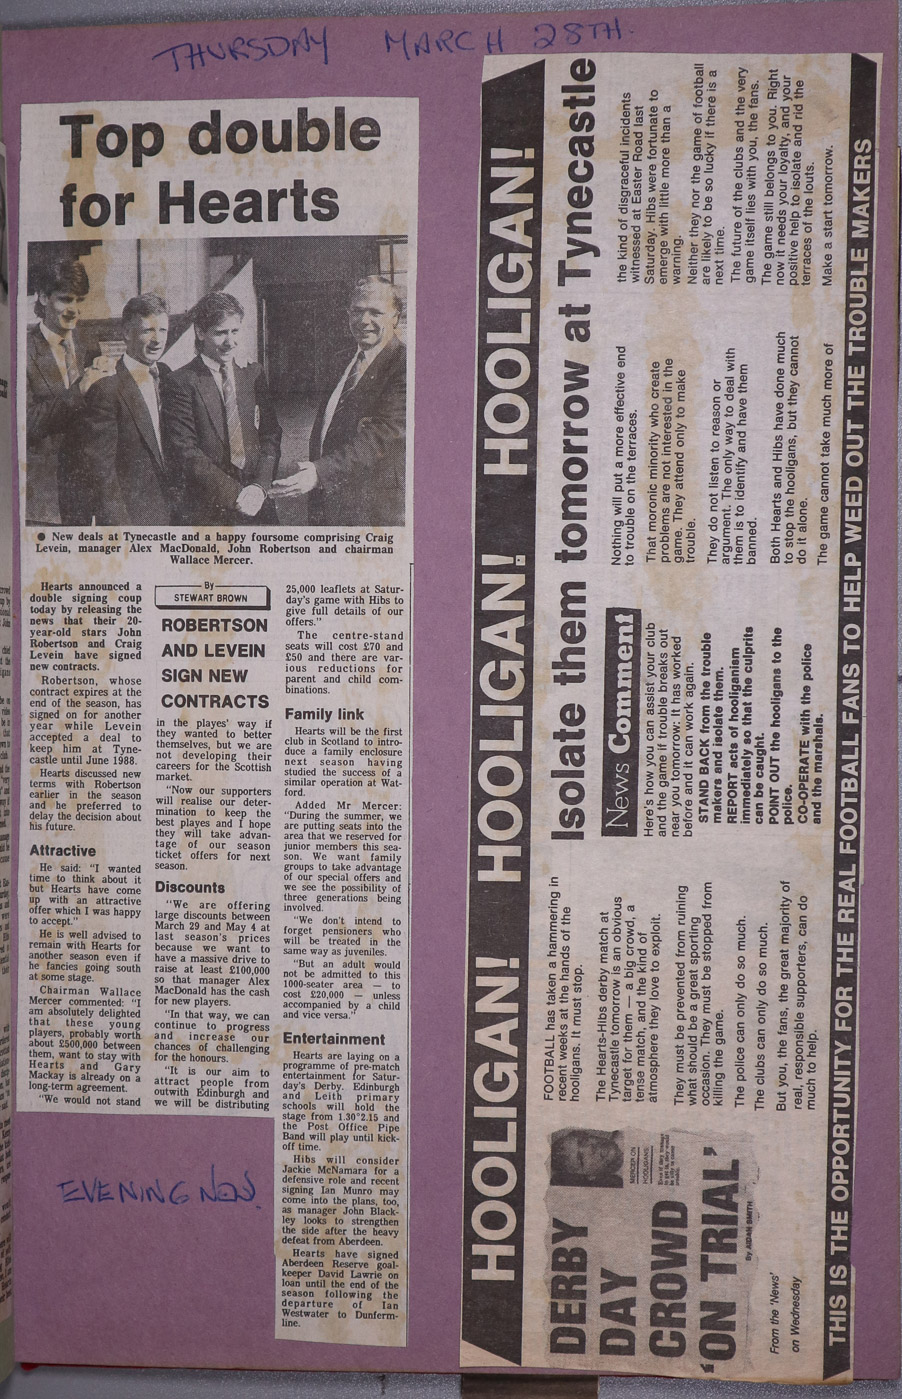 THURSDAY MARCH 28TH.
Top double
for Hearts
● New deals at Tynecastle and a happy foursome comprising Craig
Levein, manager Alex MacDonald, John Robertson and chairman
Wallace Mercer.
Hearts announced a
double signing coup
today by releasing the
news that their 20-
year-old stars John
Robertson and Craig
Levein have signed
new contracts.
Robertson, whose
contract expires at the
end of the season, has
signed on for another
year while Levein
accepted a deal to
keep him at Tyne-
castle until June 1988.
Hearts discussed new
terms with Robertson
earlier in the season
and he preferred to
delay the decision about
his future.
Attractive
He said: "I wanted
time to think about it
but Hearts have come
up with an attractive
offer which I was happy
to accept."
He is well advised to
remain with Hearts for
another season even if
he fancies going south
at some stage.
Chairman Wallace
Mercer commented: "I
am absolutely delighted
that these young
players, probably worth
about £500,000 between
them, want to stay with
Hearts and Gary
Mackay is already on a
long-term agreement.
"We would not stand
By
STEWART BROWN
ROBERTSON
AND LEVEIN
SIGN NEW
CONTRACTS
in the playes' way if
they wanted to better
themselves, but we are
not developing their
careers for the Scottish
market.
"Now our supporters
will realise our deter-
mination to keep the
best playes and I hope
they will take advan-
tage of our season
ticket offers for next
season.
Discounts
"We are offering
large discounts between
March 29 and May 4 at
last season's prices
because we want to
have a massive drive to
raise at least £100,000
so that manager Alex
MacDonald has the cash
for new players.
"In that way, we can
continue to progress
and increase our
chances of challenging
for the honours.
"It is our aim to
attract people from
outwith Edinburgh and
we will be distributing
25,000 leaflets at Satur-
day's game with Hibs to
give full details of our
offers."
The centre-stand
seats will cost £70 and
£50 and there are var-
ious reductions for
parent and child com-
binations.
Family link
Hearts will be the first
club in Scotland to intro-
duce a family enclosure
next season having
studied the success of a
similar operation at Wat-
ford.
Added Mr Mercer:
"During the summer, we
are putting seats into the
area that we reserved for
junior members this sea-
son. We want family
groups to take advantage
of our special offers and
we see the possibility of
three generations being
involved.
"We don't intend to
forget pensioners who
will be treated in the
same way as juveniles.
"But an adult would
not be admitted to this
1000-seater area — to
cost £20,000 — unless
accompanied by a child
and vice versa."
Entertainment
Hearts are laying on a
programme of pre-match
entertainment for Satur-
day's Derby. Edinburgh
and Leith primary
schools will hold the
stage from 1.30°2.15 and
the Post Office Pipe
Band will play until kick-
off time.
Hibs will consider
Jackie McNamara for a
defensive role and recent
signing Ian Munro may
come into the plans, too,
as manager John Black-
ley looks to strengthen
the side after the heavy
defeat from Aberdeen.
Hearts have signed
Aberdeen Reserve goal-
keeper David Lawrie on
loan until the end of the
season following the
departure of Ian
Westwater to Dunferm-
line.
EVENING NEWS
HOOLIGAN! HOOLIGAN! HOOLIGAN! HOOLIGAN!
Isolate them tomorrow at Tynecastle
DERBY
DAY
CROWD
'ON TRIAL'
By AIDAN SMITH
MERCER ON
HOOLIGANS:
From the 'News'
on Wednesday
FOOTBALL has taken a hammering in
recent weeks at the hands of the
hooligans. It must stop.
The Hearts-Hibs derby match at
Tynecastle tomorrow is an obvious
target for them — a big crowd, a
tense match, and the kind of
atmosphere they love to exploit.
They must be prevented from ruining
what should be a great sporting
occasion. They must be stopped from
killing the game.
The police can only do so much.
The clubs can only do so much.
But you, the fans, the great majority of
real, responsible supporters, can do
much to help.
News Comment
Here's how you can assist your club
and the game if trouble breaks out
near you tomorrow: It has worked
before and it can work again.
STAND BACK from the trouble
makers and isolate them.
REPORT acts of hooliganism
immediately so that the culprits
can be caught.
POINT OUT the hooligans to the
police.
CO-OPERATE with the police
and the marshals.
Nothing will put a more effective end
to trouble on the terraces.
That moronic minority who create
problems are not interested in the
game. They attend only to make
trouble.
They do not listen to reason or
argument. The only way to deal with
them is to identify and have them
banned.
Both Hearts and Hibs have done much
to stop the hooligans, but they cannot
do it alone.
The game cannot take much more of
the kind of disgraceful incidents
witnessed at Easter Road last
Saturday. Hibs were fortunate to
emerge with little more than a
warning.
Neither they nor the game of football
are likely to be so lucky if there is a
next time.
The future of the clubs and the very
game itself lies with you, the fans.
The game still belongs to you. Right
now it needs your loyalty, and your
positive help to isolate and rid the
terraces of the louts.
Make a start tomorrow.
THIS IS THE OPPORTUNITY FOR THE REAL FOOTBALL FANS TO HELP WEED OUT THE TROUBLE MAKERS